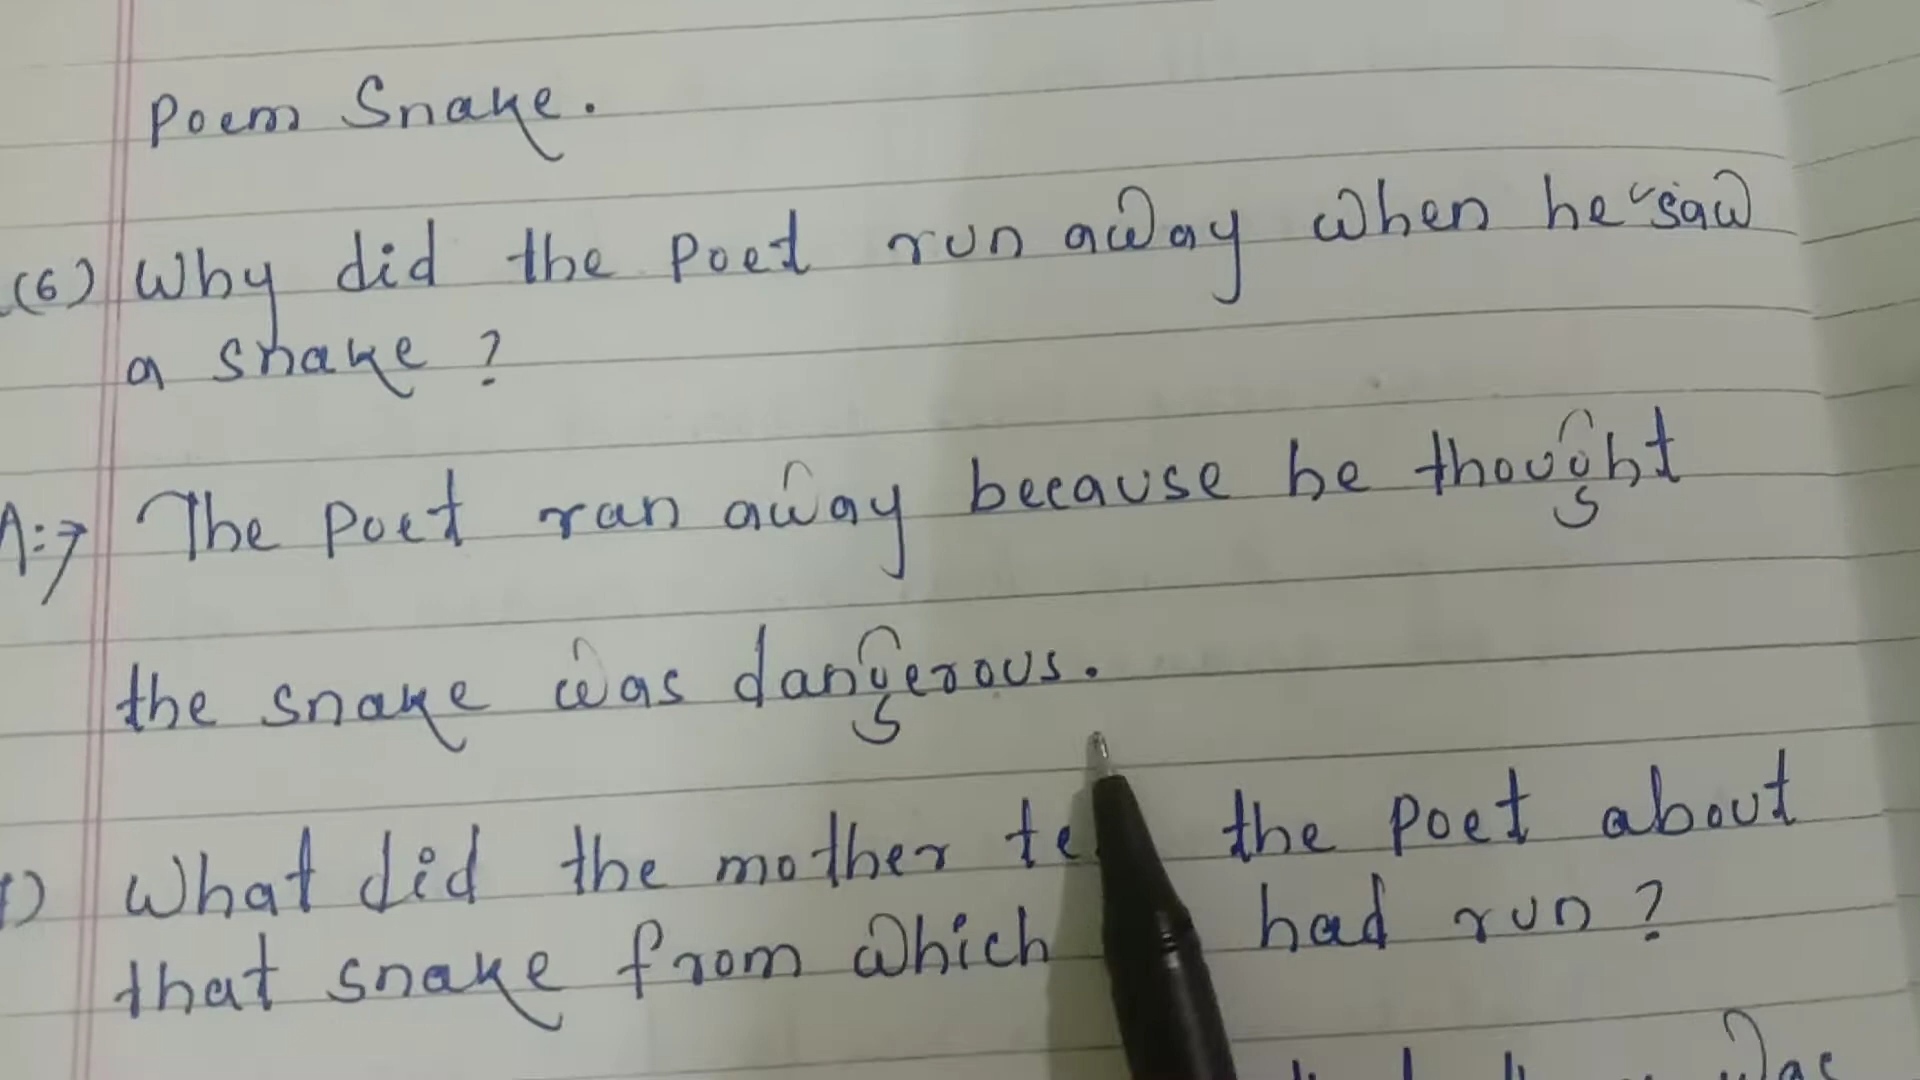 Poem Snake.
(6) Why did the Poet run away when he saw
a snake?
A:→ The Poet ran away because he thought
the snake was dangerous.
) What did the mother te the Poet about
that snake from which had run?
was